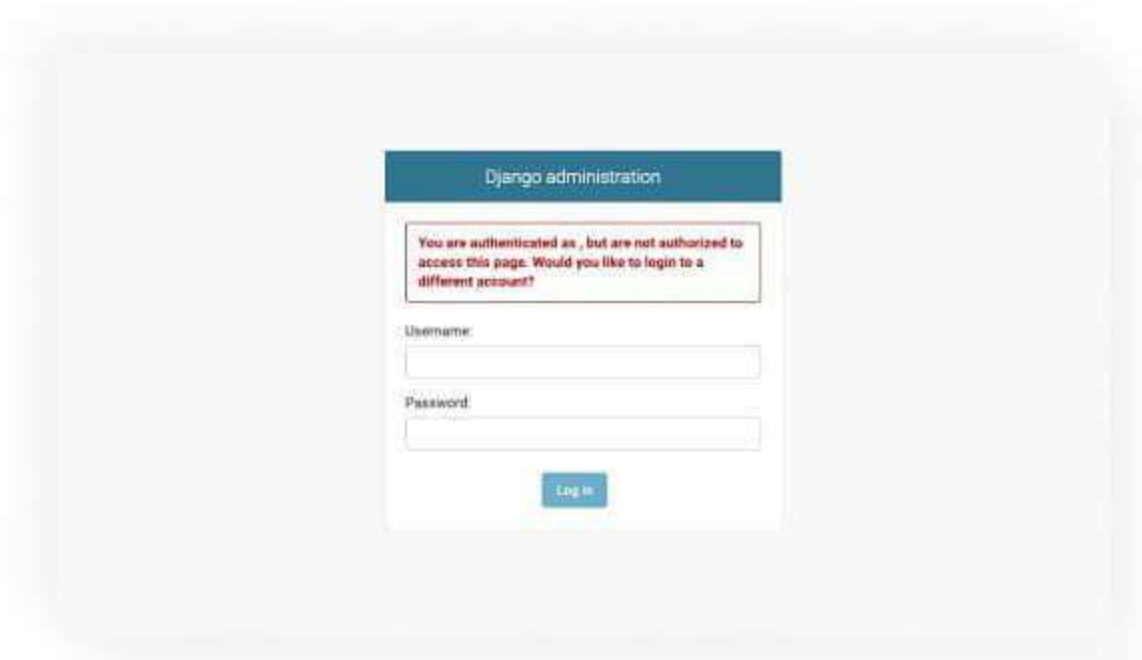 Django administration
You are authenticated as , but are not authorized to
access this page. Would you like to login to a
different account?
Username:
Password:
Log in